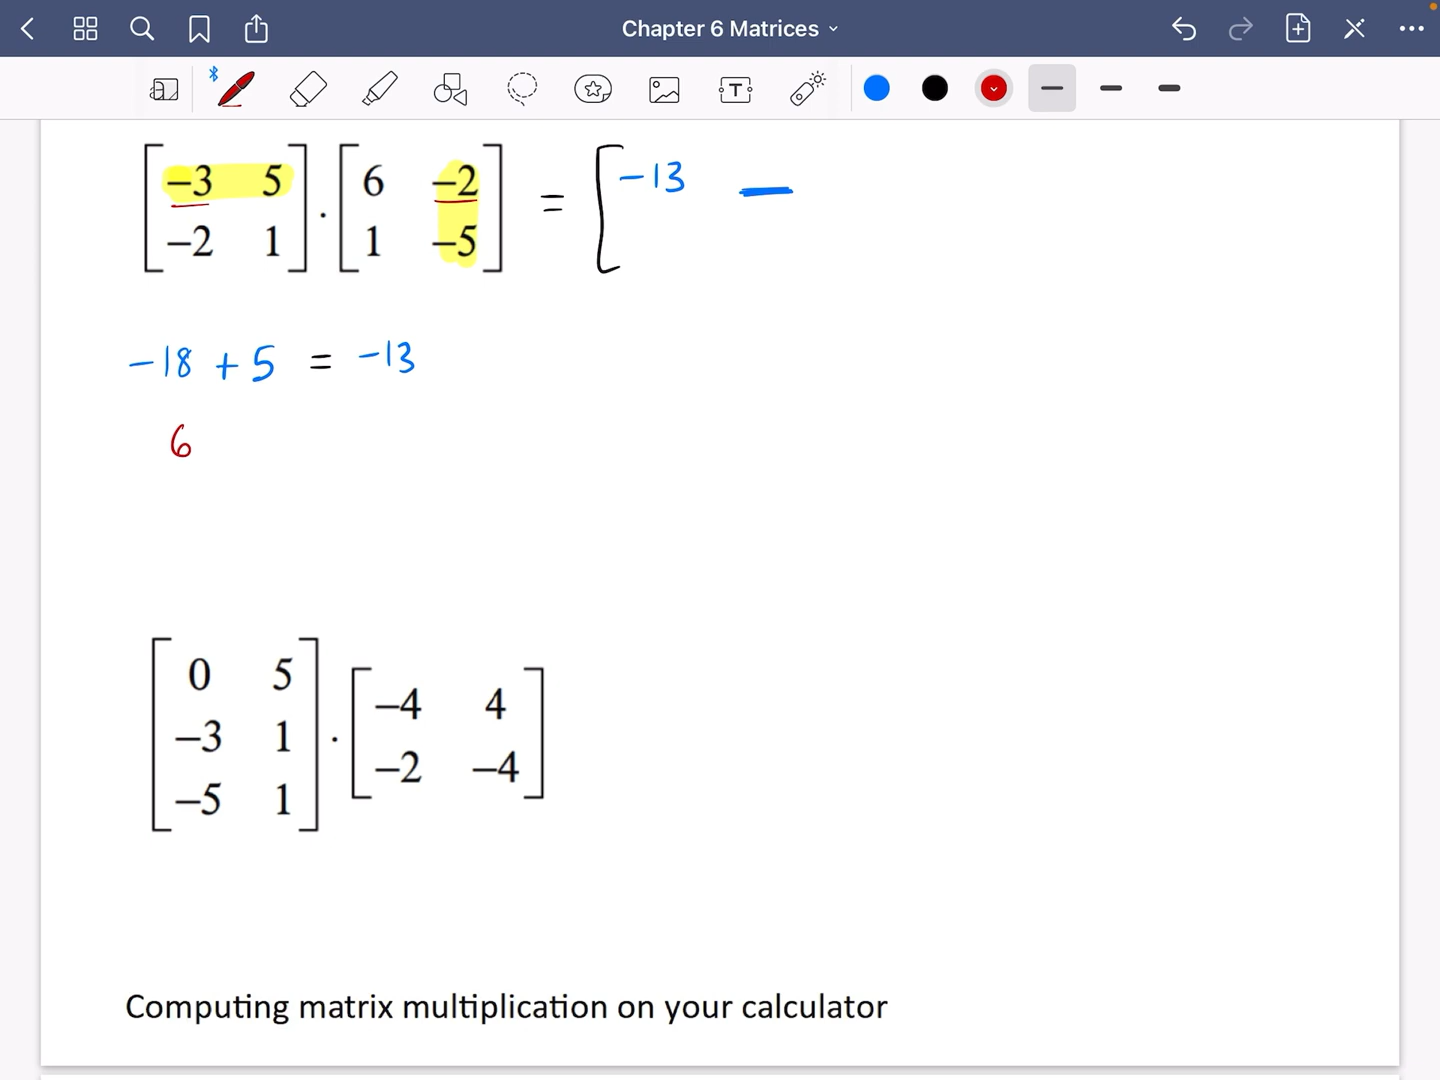 Chapter 6 Matrices
T
-3 5 6 -2 = -13 —
-2 1 · 1 -5
-18 + 5 = -13
6
0 5 -4 4
-3 1 ·
-5 1 -2 -4
Computing matrix multiplication on your calculator